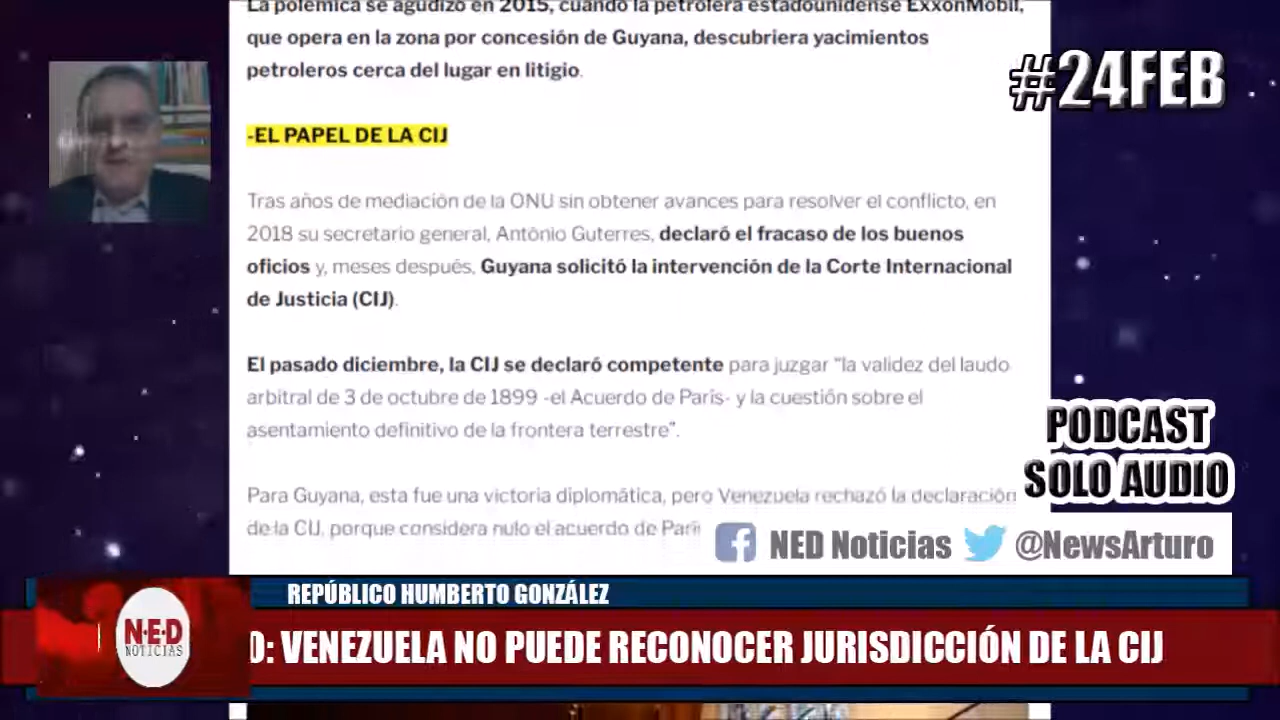 La polémica se agudizó en 2015, cuando la petrolera estadounidense ExxonMobil,
que opera en la zona por concesión de Guyana, descubriera yacimientos
petroleros cerca del lugar en litigio.
#24FEB
-EL PAPEL DE LA CIJ
Tras años de mediación de la ONU sin obtener avances para resolver el conflicto, en
2018 su secretario general, António Guterres, declaró el fracaso de los buenos
oficios y, meses después, Guyana solicitó la intervención de la Corte Internacional
de Justicia (CIJ).
El pasado diciembre, la CIJ se declaró competente para juzgar “la validez del laudo
arbitral de 3 de octubre de 1899 -el Acuerdo de París- y la cuestión sobre el
asentamiento definitivo de la frontera terrestre”.
PODCAST
SOLO AUDIO
Para Guyana, esta fue una victoria diplomática, pero Venezuela rechazó la declaración
de la CIJ, porque considera nulo el acuerdo de
NED Noticias @NewsArturo
REPÚBLICO HUMBERTO GONZÁLEZ
N·E·D
NOTICIAS
O: VENEZUELA NO PUEDE RECONOCER JURISDICCIÓN DE LA CIJ